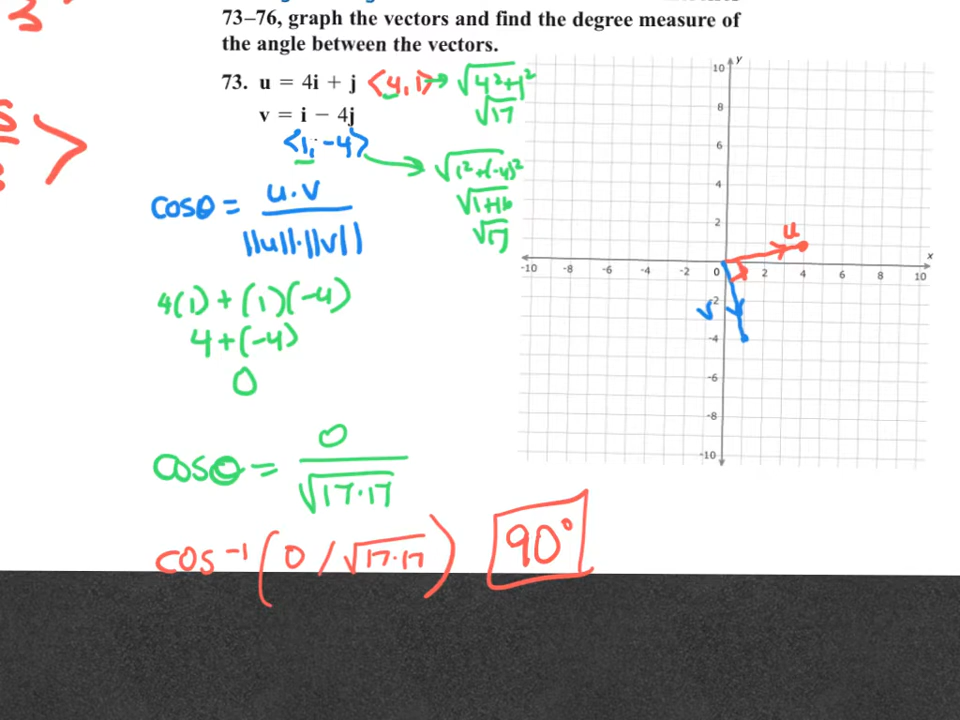 73–76, graph the vectors and find the degree measure of
the angle between the vectors.
73. u = 4i + j <4, 1> → √4²+1²
√17
v = i − 4j
<1, -4> → √1²+(-4)²
√1+16
√17
cosθ = u·v / ||u||·||v||
4(1) + (1)(-4)
4+(-4)
0
cosθ = 0 / √17·17
cos⁻¹(0/√17·17) 90°
y
10
8
6
4
2
u
x
-10 -8 -6 -4 -2 0 2 4 6 8 10
v -2
-4
-6
-8
-10